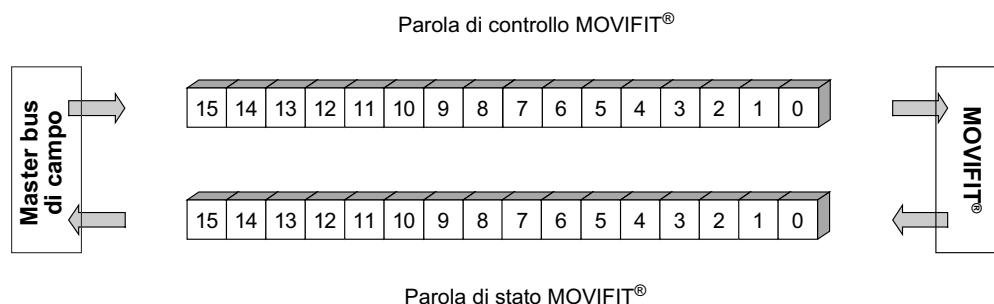 Parola di controllo MOVIFIT®
Master bus
di campo
15 14 13 12 11 10 9 8 7 6 5 4 3 2 1 0
MOVIFIT®
15 14 13 12 11 10 9 8 7 6 5 4 3 2 1 0
Parola di stato MOVIFIT®